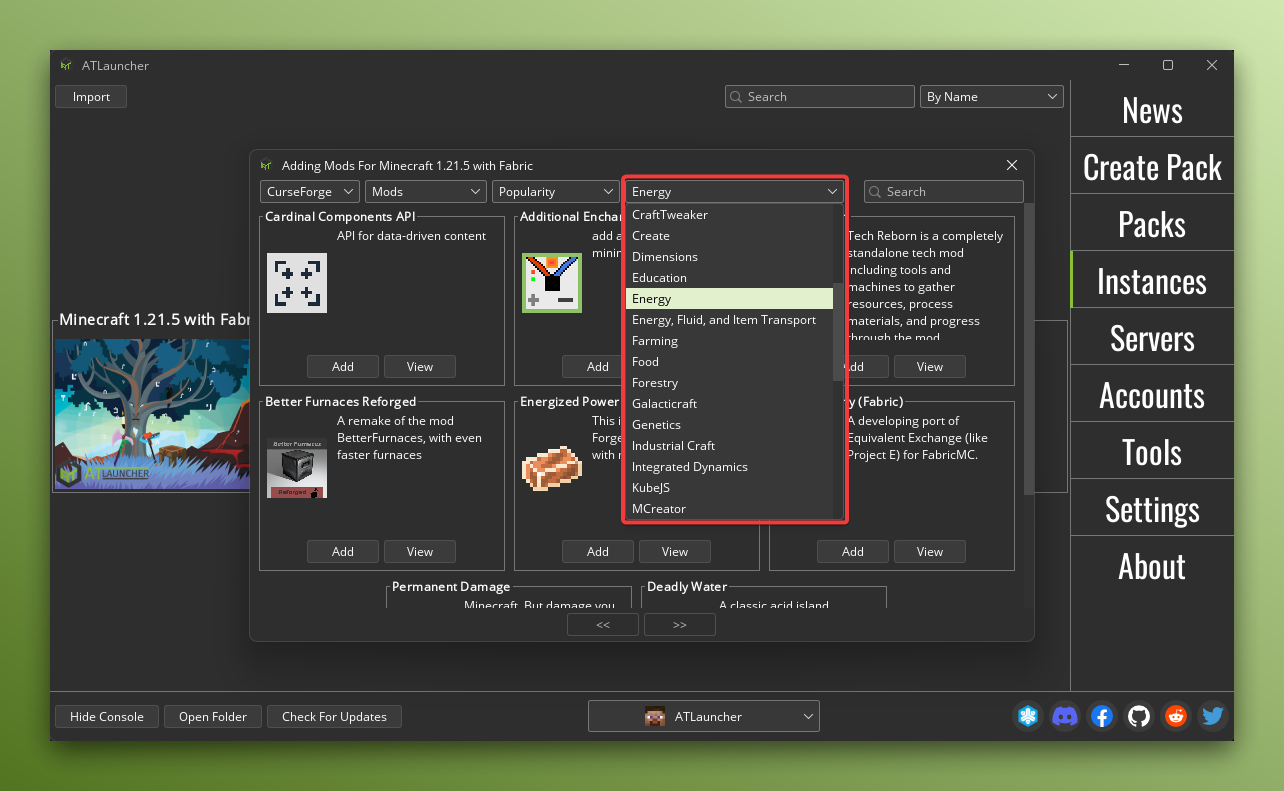 ATLauncher
Import
Search
By Name
News
Create Pack
Packs
Instances
Servers
Accounts
Tools
Settings
About
Adding Mods For Minecraft 1.21.5 with Fabric
CurseForge
Mods
Popularity
Energy
Search
CraftTweaker
Create
Dimensions
Education
Energy
Energy, Fluid, and Item Transport
Farming
Food
Forestry
Galacticraft
Genetics
Industrial Craft
Integrated Dynamics
KubeJS
MCreator
Cardinal Components API
API for data-driven content
Add
View
Additional
add
Add
Tech Reborn is a completely
standalone tech mod
including tools and
machines to gather
resources, process
materials, and progress
through the mod
View
Minecraft 1.21.5 with
ATLAUNCHER
Better Furnaces Reforged
A remake of the mod
BetterFurnaces, with even
faster furnaces
Better Furnaces
Reforged
Add
View
Energized Power
This
with
Add
View
(Fabric)
A developing port of
Equivalent Exchange (like
Project E) for FabricMC.
Add
View
Permanent Damage
Minecraft, But damage you
Deadly Water
A classic acid island
<<
>>
Hide Console
Open Folder
Check For Updates
ATLauncher